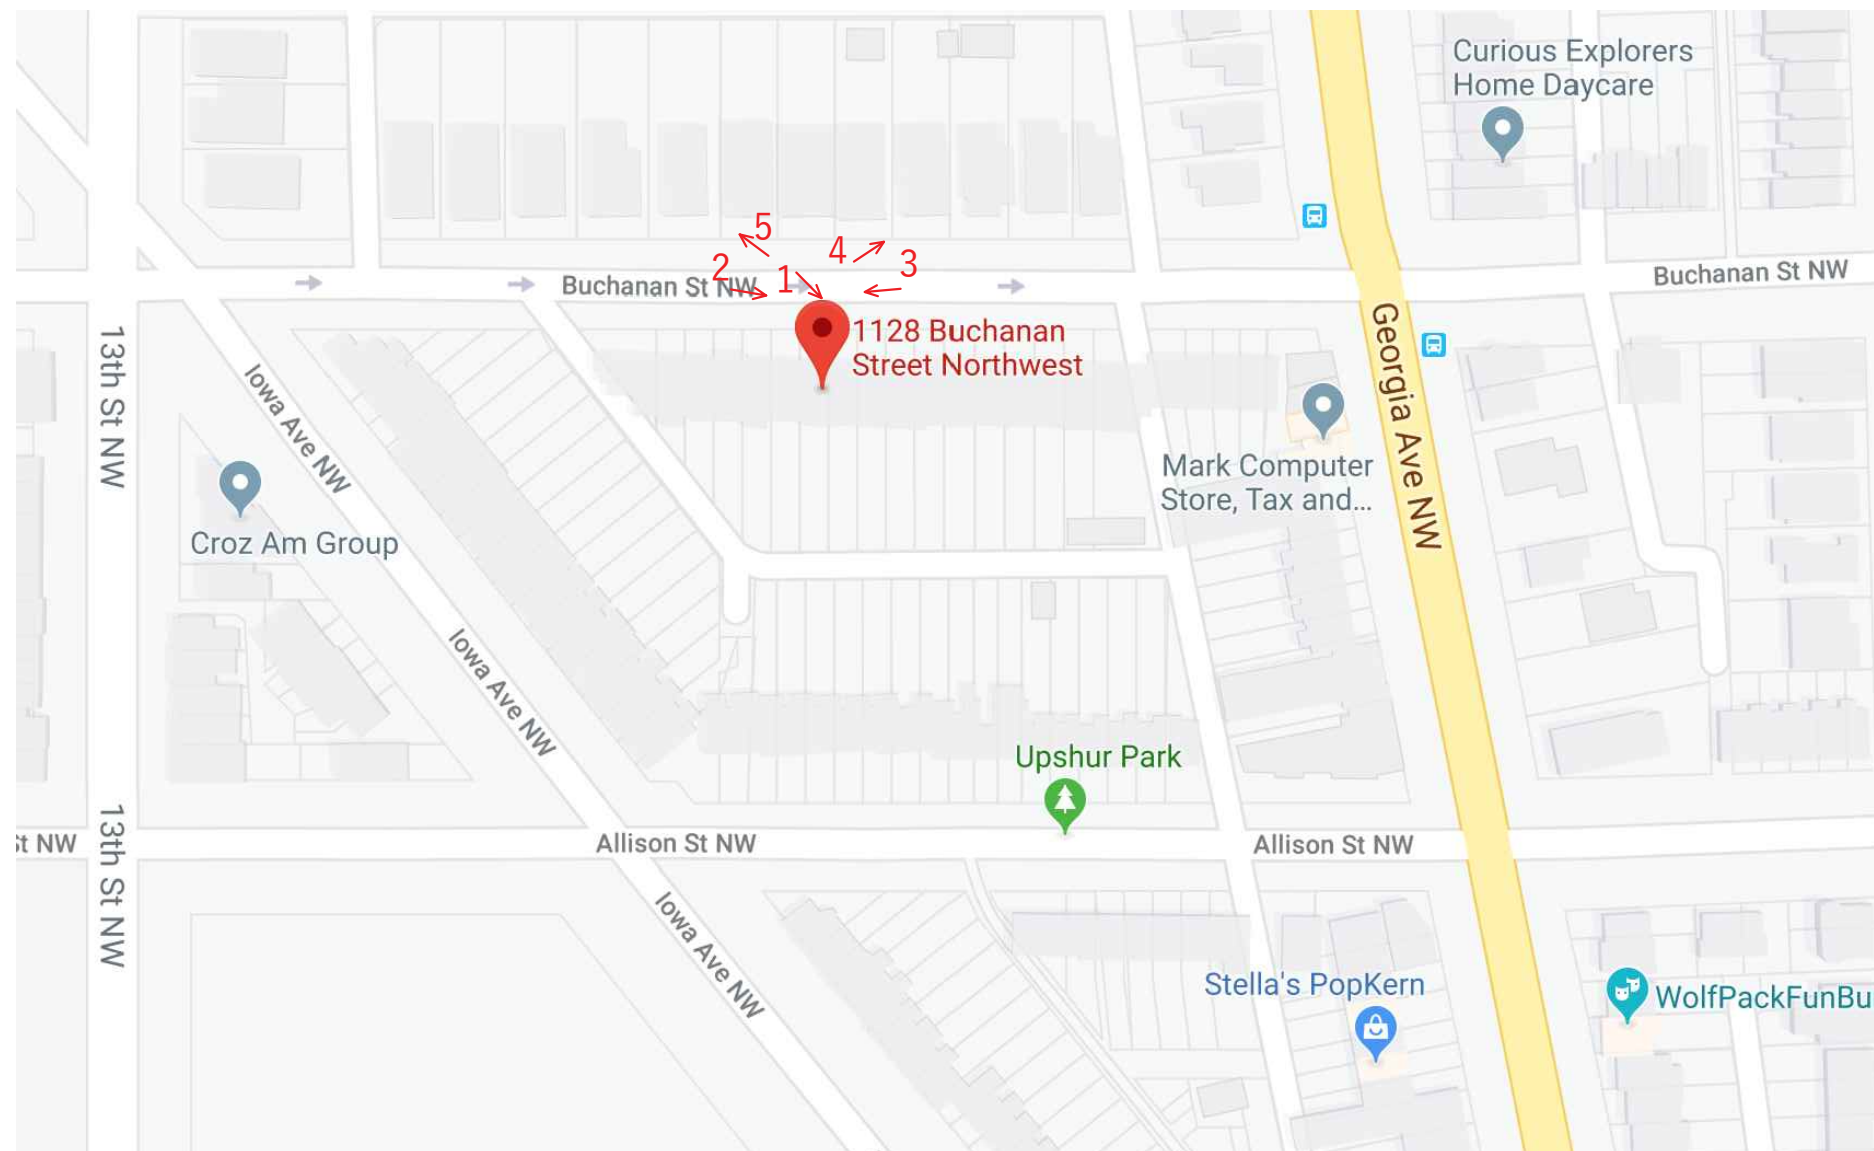 Curious Explorers
Home Daycare
5
4
3
2
1
Buchanan St NW
Buchanan St NW
1128 Buchanan
Street Northwest
13th St NW
Iowa Ave NW
Georgia Ave NW
Mark Computer
Store, Tax and...
Croz Am Group
Iowa Ave NW
Upshur Park
13th St NW
St NW
Allison St NW
Allison St NW
Iowa Ave NW
Stella's PopKern
WolfPackFunBu